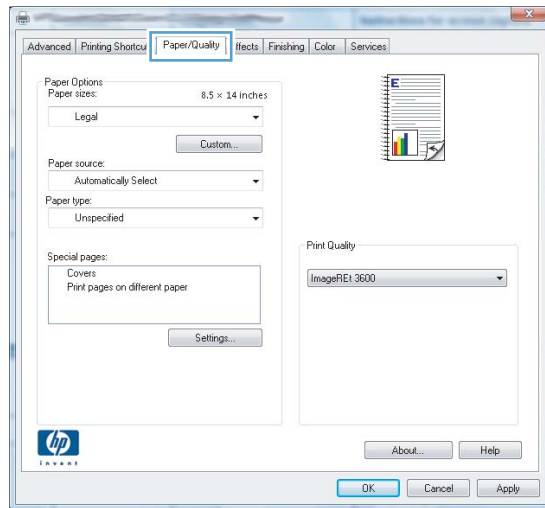 Advanced
Printing Shortcu
Paper/Quality
ffects
Finishing
Color
Services
Paper Options
Paper sizes:
8.5 × 14 inches
Legal
Custom...
Paper source:
Automatically Select
Paper type:
Unspecified
Special pages:
Covers
Print pages on different paper
Settings...
E
Print Quality
ImageREt 3600
hp
invent
About...
Help
OK
Cancel
Apply